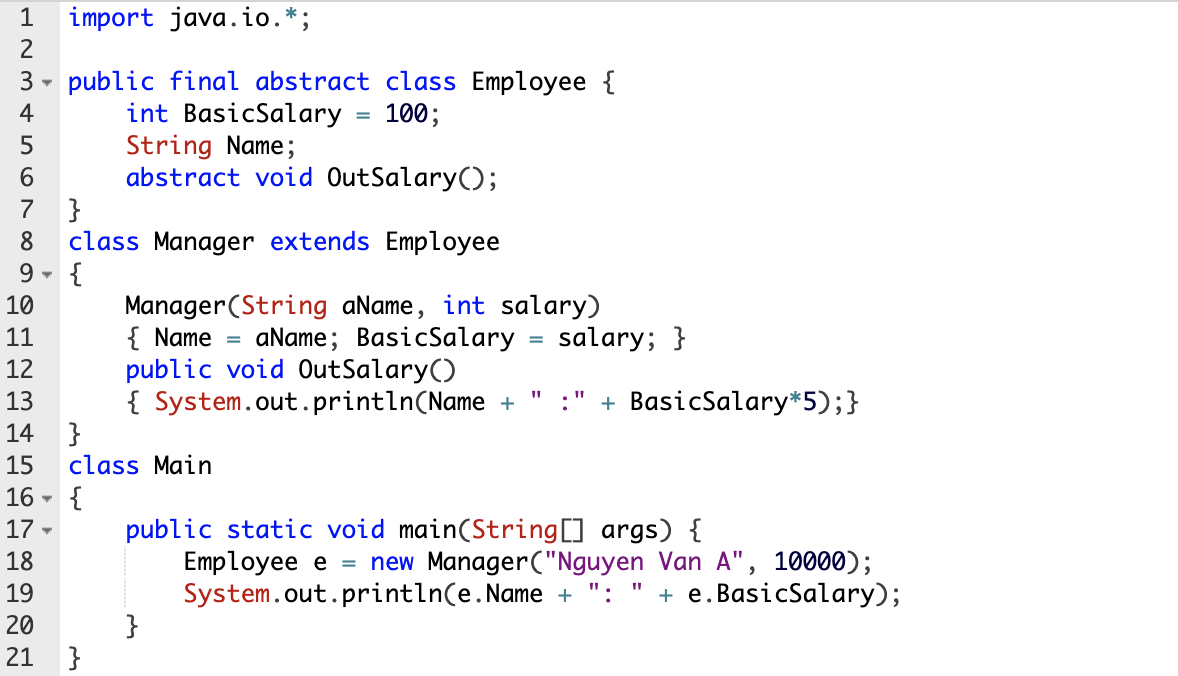 1 import java.io.*;
2
3 public final abstract class Employee {
4     int BasicSalary = 100;
5     String Name;
6     abstract void OutSalary();
7 }
8 class Manager extends Employee
9 {
10     Manager(String aName, int salary)
11     { Name = aName; BasicSalary = salary; }
12     public void OutSalary()
13     { System.out.println(Name + " :" + BasicSalary*5);}
14 }
15 class Main
16 {
17     public static void main(String[] args) {
18         Employee e = new Manager("Nguyen Van A", 10000);
19         System.out.println(e.Name + ": " + e.BasicSalary);
20     }
21 }